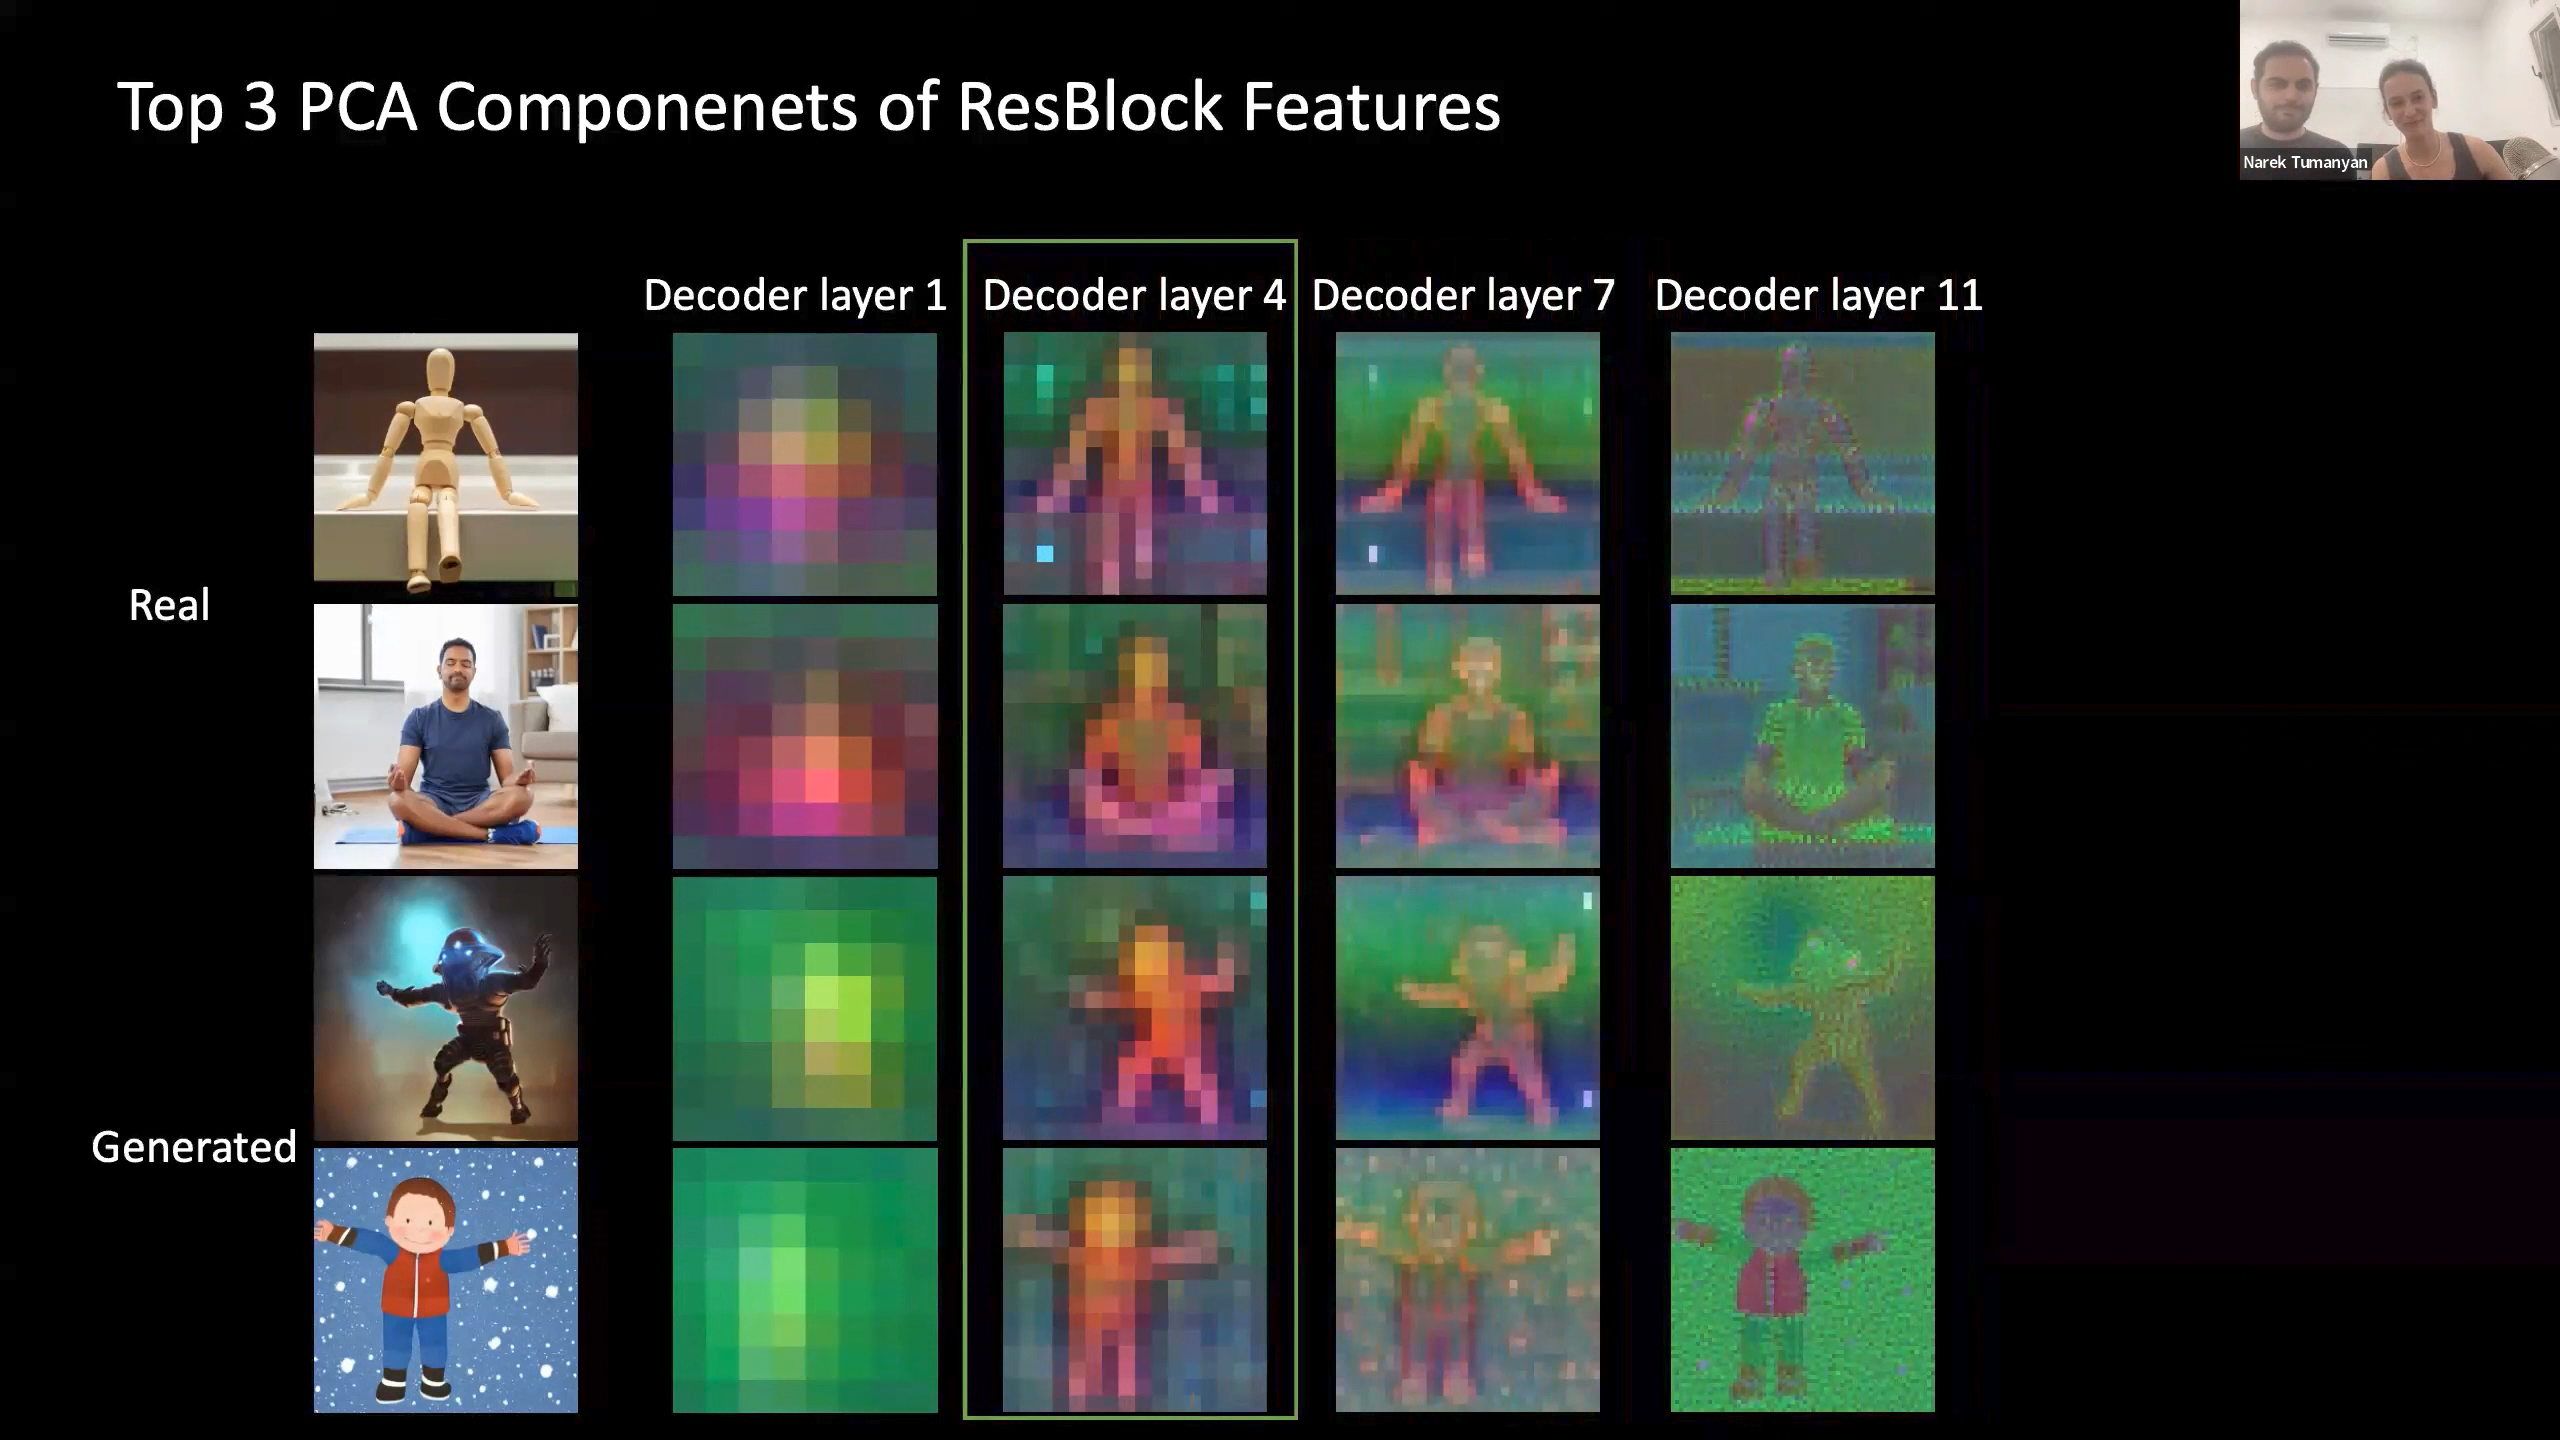 Top 3 PCA Componenets of ResBlock Features
Narek Tumanyan
Decoder layer 1
Decoder layer 4
Decoder layer 7
Decoder layer 11
Real
Generated